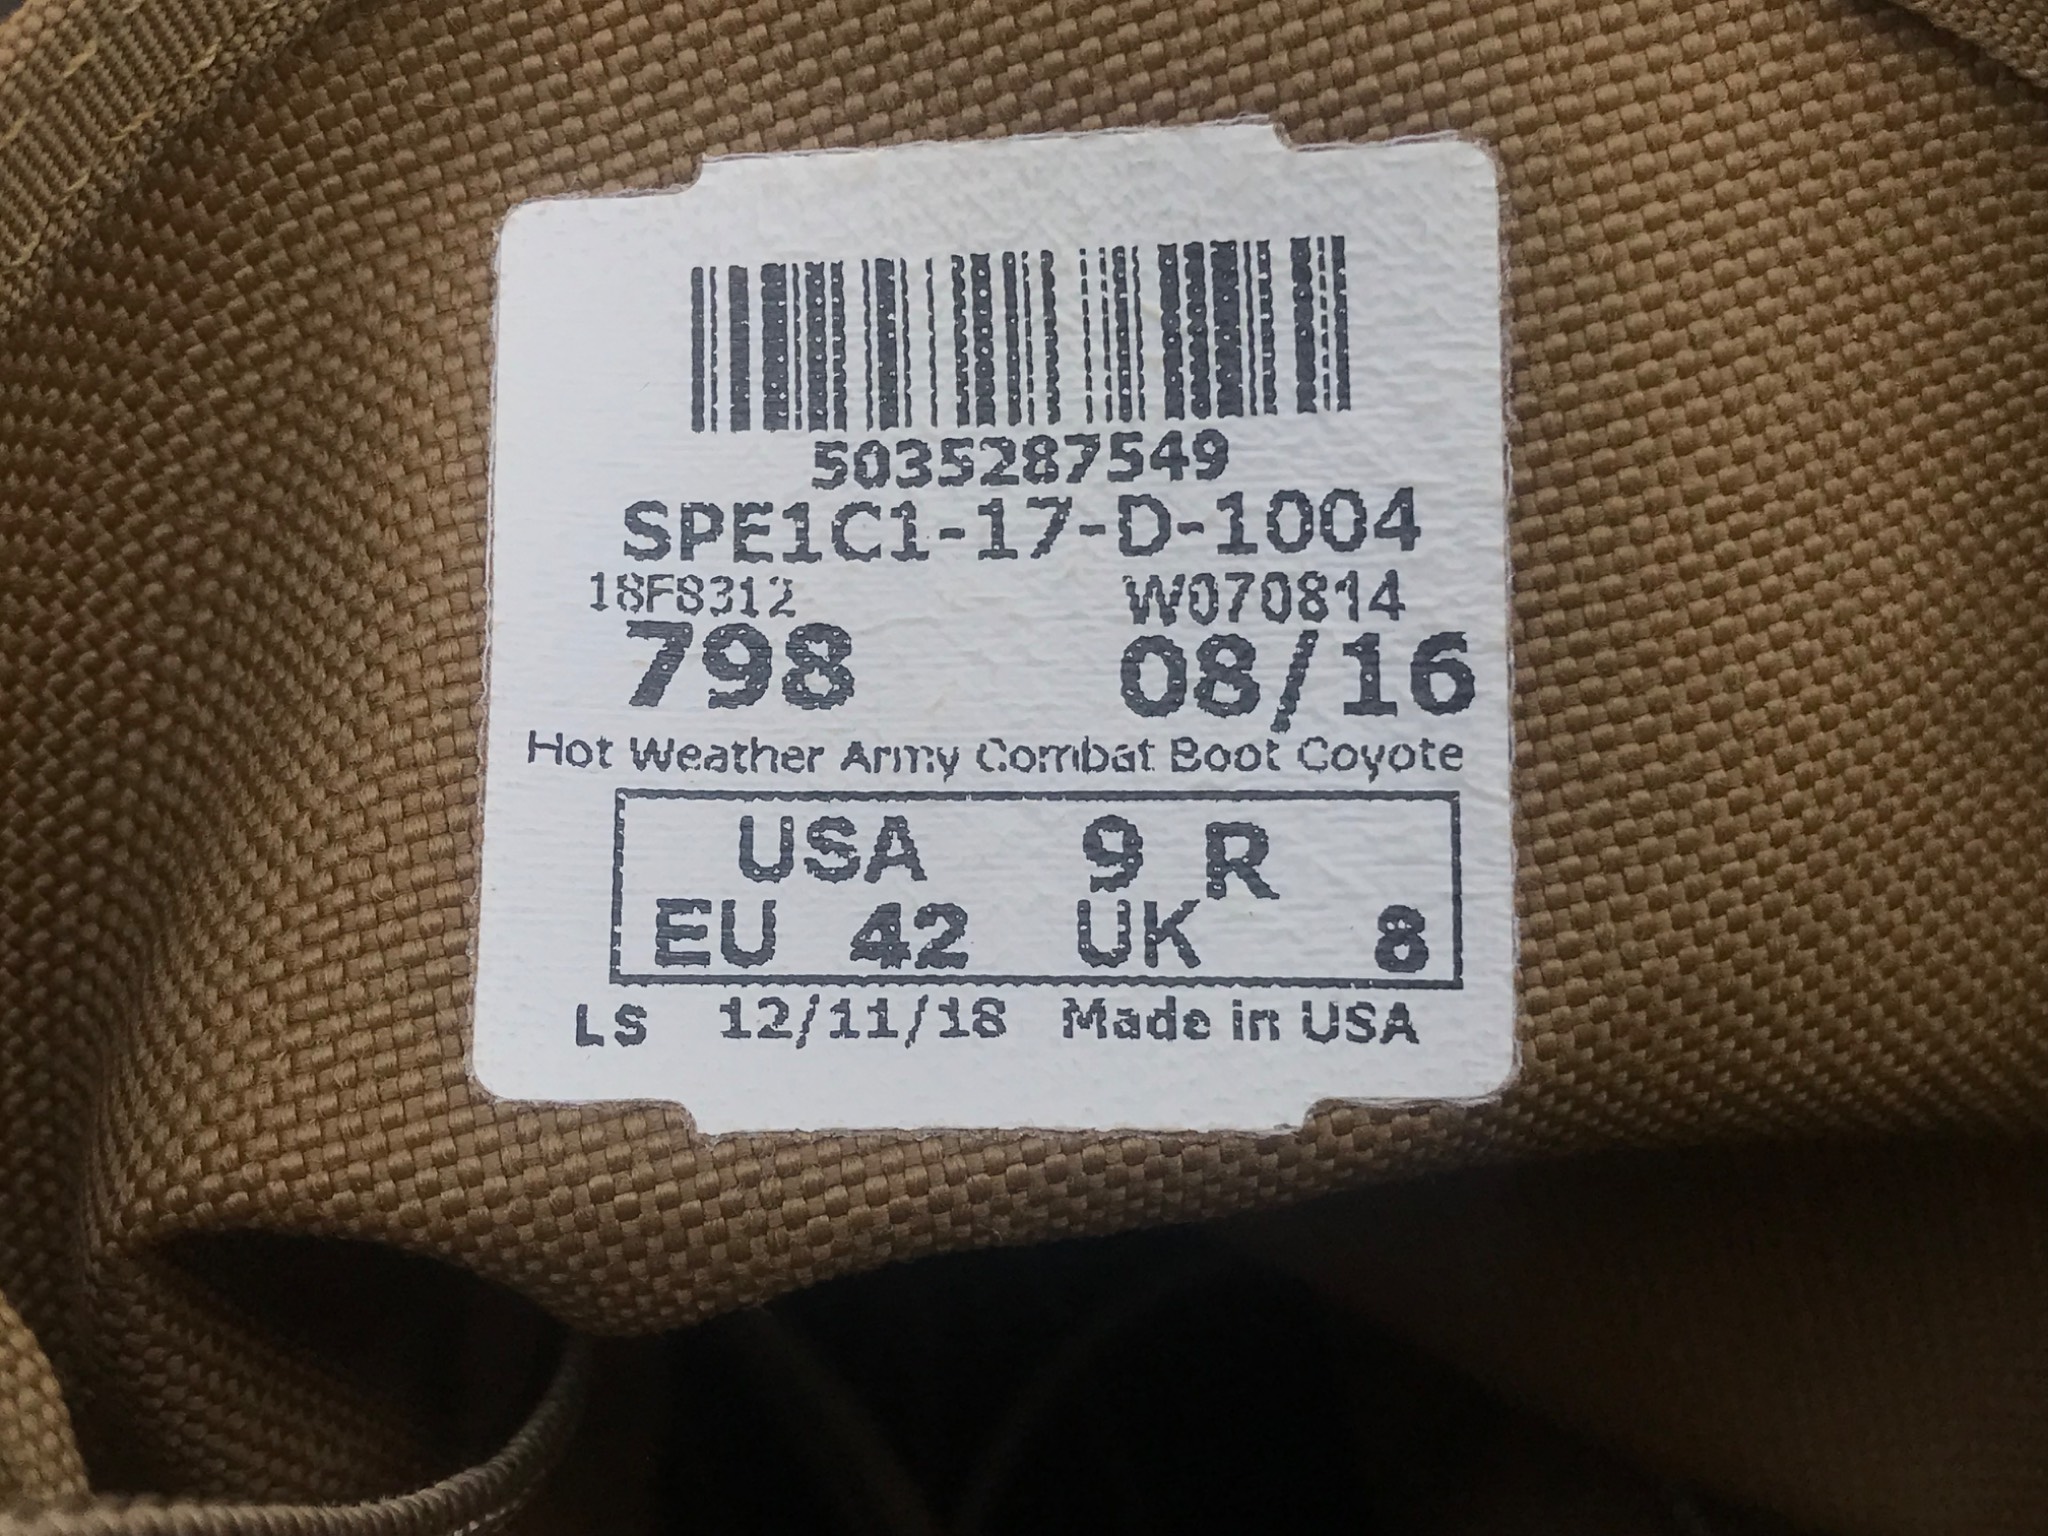 5035287549
SPE1C1-17-D-1004
18F8312 W070814
798 08/16
Hot Weather Army Combat Boot Coyote
USA 9 R
EU 42 UK 8
LS 12/11/18 Made in USA